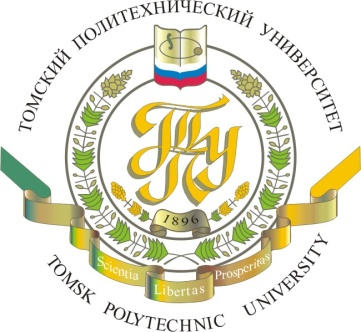 ТОМСКИЙ ПОЛИТЕХНИЧЕСКИЙ УНИВЕРСИТЕТ
ТПУ
1896
Scientia Libertas Prosperitas
TOMSK POLYTECHNIC UNIVERSITY